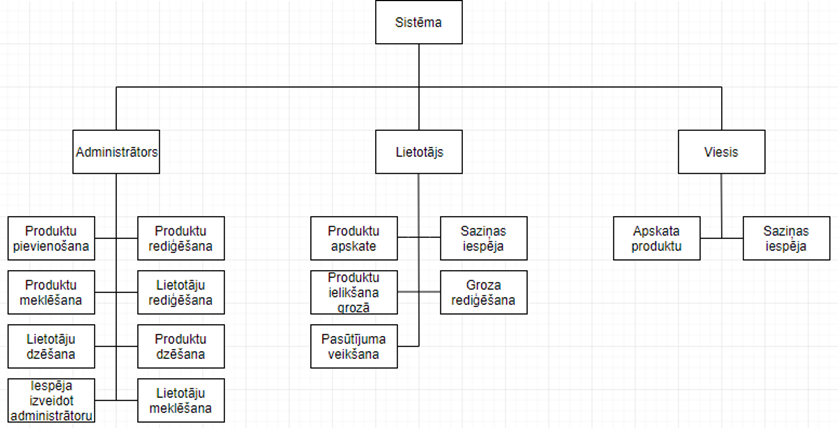 Sistēma
Administrātors
Lietotājs
Viesis
Produktu
pievienošana
Produktu
rediģēšana
Produktu
meklēšana
Lietotāju
rediģēšana
Lietotāju
dzēšana
Produktu
dzēšana
Iespēja
izveidot
administrātoru
Lietotāju
meklēšana
Produktu
apskate
Saziņas
iespēja
Produktu
ielikšana
grozā
Groza
rediģēšana
Pasūtījuma
veikšana
Apskata
produktu
Saziņas
iespēja